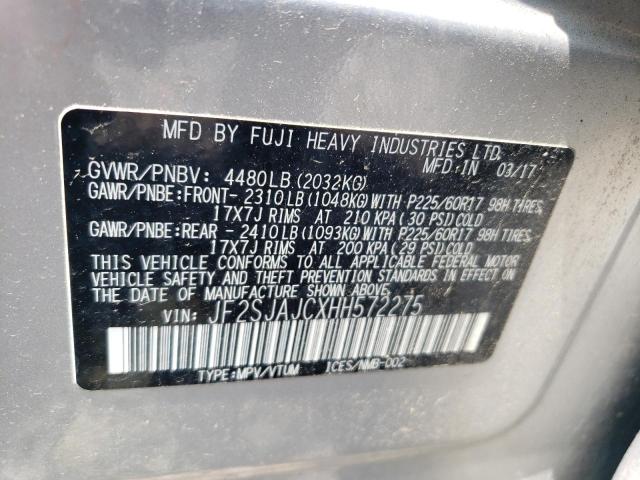 MFD BY FUJI HEAVY INDUSTRIES LTD.
MFD IN 03/17
GVWR/PNBV: 4480LB(2032KG)
GAWR/PNBE:FRONT- 2310LB(1048KG)WITH P225/60R17 98H TIRES,
17X7J RIMS AT 210 KPA(30 PSI)COLD
GAWR/PNBE:REAR - 2410LB(1093KG)WITH P225/60R17 98H TIRES,
17X7J RIMS AT 200 KPA(29 PSI)COLD
THIS VEHICLE CONFORMS TO ALL APPLICABLE FEDERAL MOTOR
VEHICLE SAFETY AND THEFT PREVENTION STANDARDS IN EFFECT
ON THE DATE OF MANUFACTURE SHOWN ABOVE.
VIN: JF2SJAJCXHH572275
TYPE:MPV/VTUM ICES/NMB-002